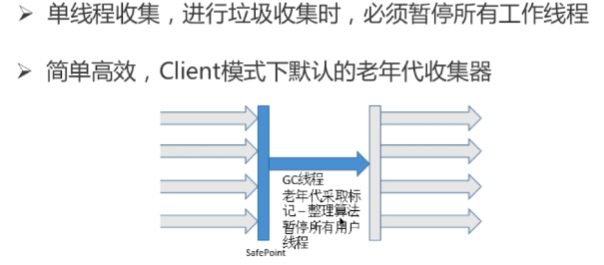 单线程收集，进行垃圾收集时，必须暂停所有工作线程
简单高效，Client模式下默认的老年代收集器
GC线程
老年代采取标
记－整理算法
暂停所有用户
线程
SafePoint